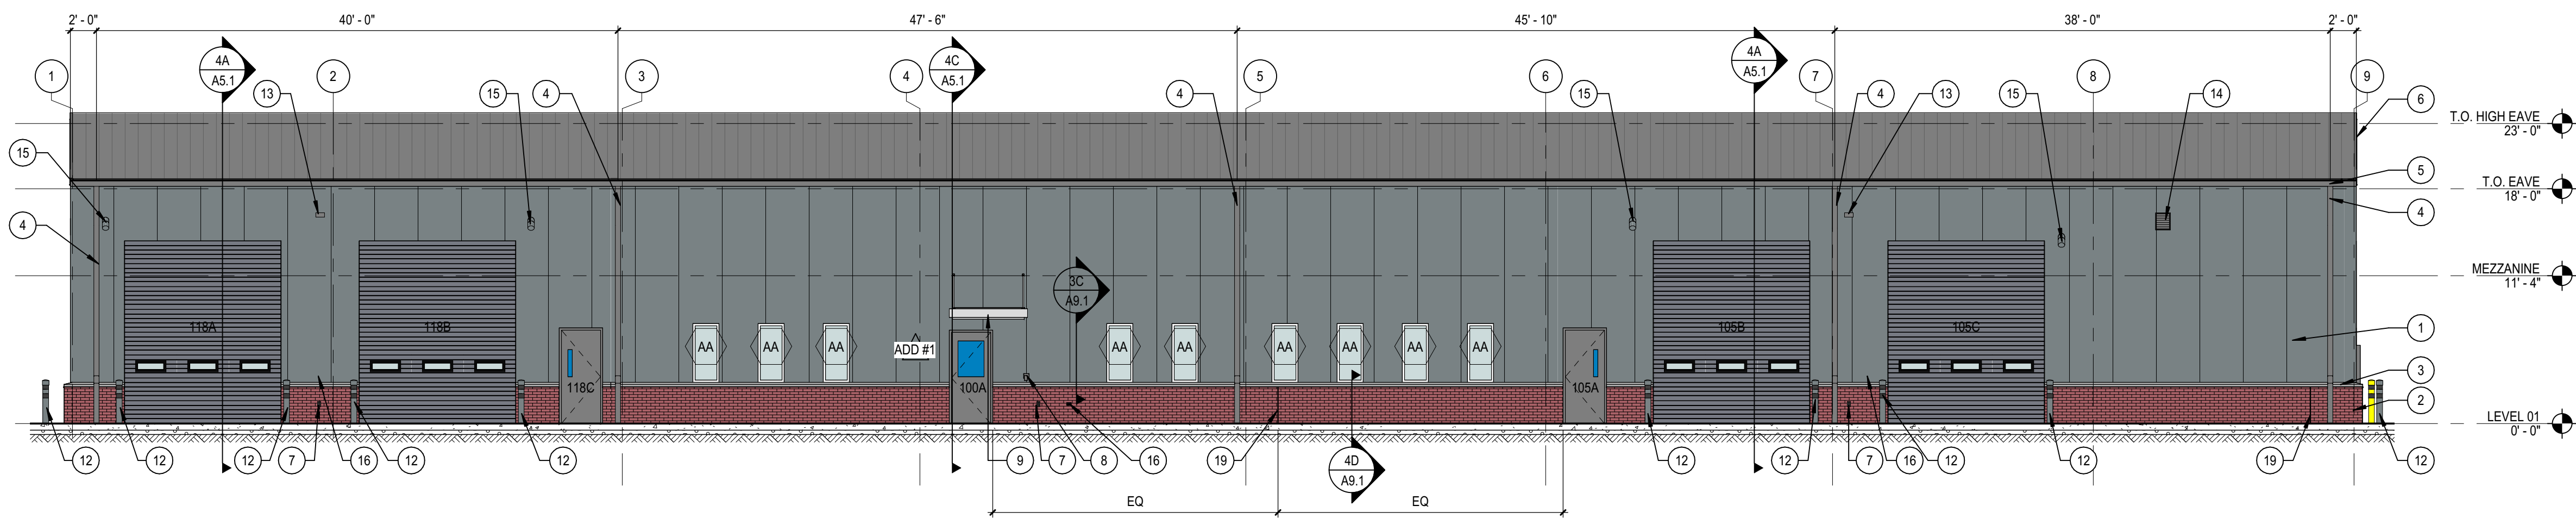 2' - 0"
40' - 0"
47' - 6"
45' - 10"
38' - 0"
2' - 0"
1
4A
A5.1
2
3
4
4C
A5.1
5
6
4A
A5.1
7
8
9
13
15
4
4
15
4
13
15
14
6
T.O. HIGH EAVE
23' - 0"
15
5
T.O. EAVE
18' - 0"
4
4
MEZZANINE
11' - 4"
3C
A9.1
118A
118B
105B
105C
1
AA
AA
AA
ADD #1
AA
AA
AA
AA
AA
AA
118C
100A
105A
3
2
LEVEL 01
0' - 0"
12
12
12
7
16
12
12
9
7
8
16
19
4D
A9.1
12
12
7
16
12
12
19
12
EQ
EQ